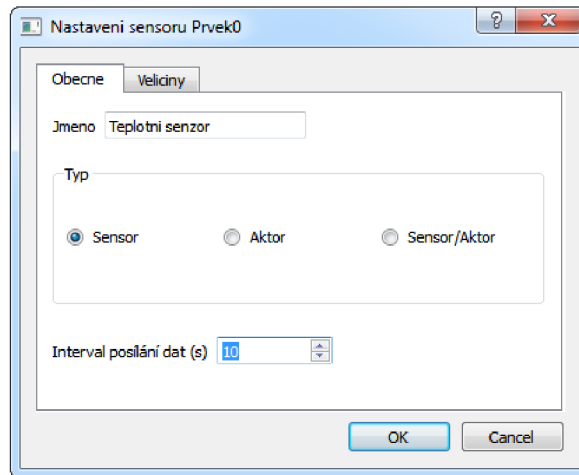 Nastaveni sensoru Prvek0
Obecne Veliciny
Jmeno Teplotni senzor
Typ
Sensor Aktor Sensor/Aktor
Interval posílání dat (s) 10
OK Cancel